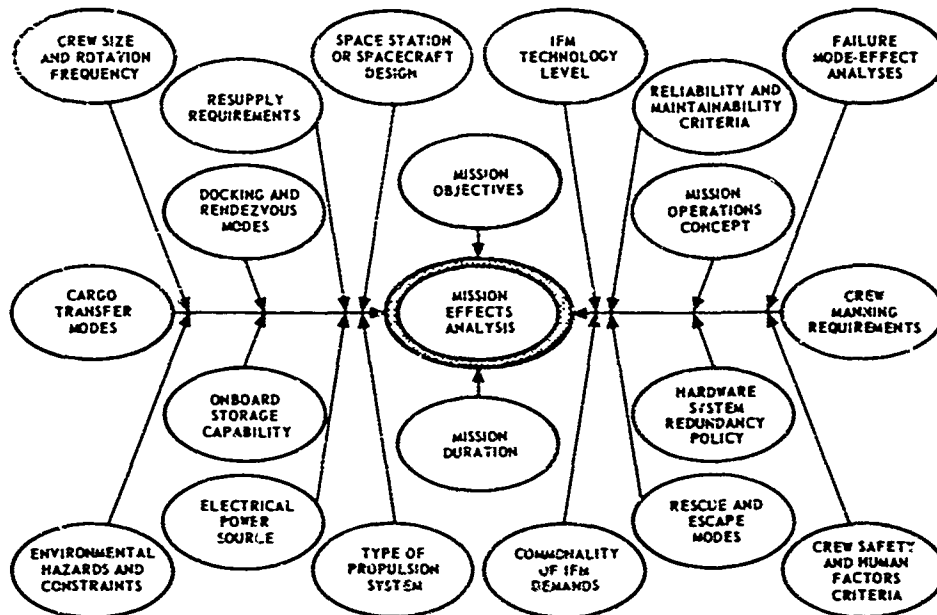 CREW SIZE
AND ROTATION
FREQUENCY
SPACE STATION
OR SPACECRAFT
DESIGN
IFM
TECHNOLOGY
LEVEL
FAILURE
MODE-EFFECT
ANALYSES
RESUPPLY
REQUIREMENTS
RELIABILITY AND
MAINTAINABILITY
CRITERIA
MISSION
OBJECTIVES
DOCKING AND
RENDEZVOUS
MODES
MISSION
OPERATIONS
CONCEPT
CARGO
TRANSFER
MODES
MISSION
EFFECTS
ANALYSIS
CREW
MANNING
REQUIREMENTS
ONBOARD
STORAGE
CAPABILITY
MISSION
DURATION
HARDWARE
SYSTEM
REDUNDANCY
POLICY
ELECTRICAL
POWER
SOURCE
RESCUE AND
ESCAPE
MODES
ENVIRONMENTAL
HAZARDS AND
CONSTRAINTS
TYPE OF
PROPULSION
SYSTEM
COMMONALITY
OF IFM
DEMANDS
CREW SAFETY
AND HUMAN
FACTORS
CRITERIA